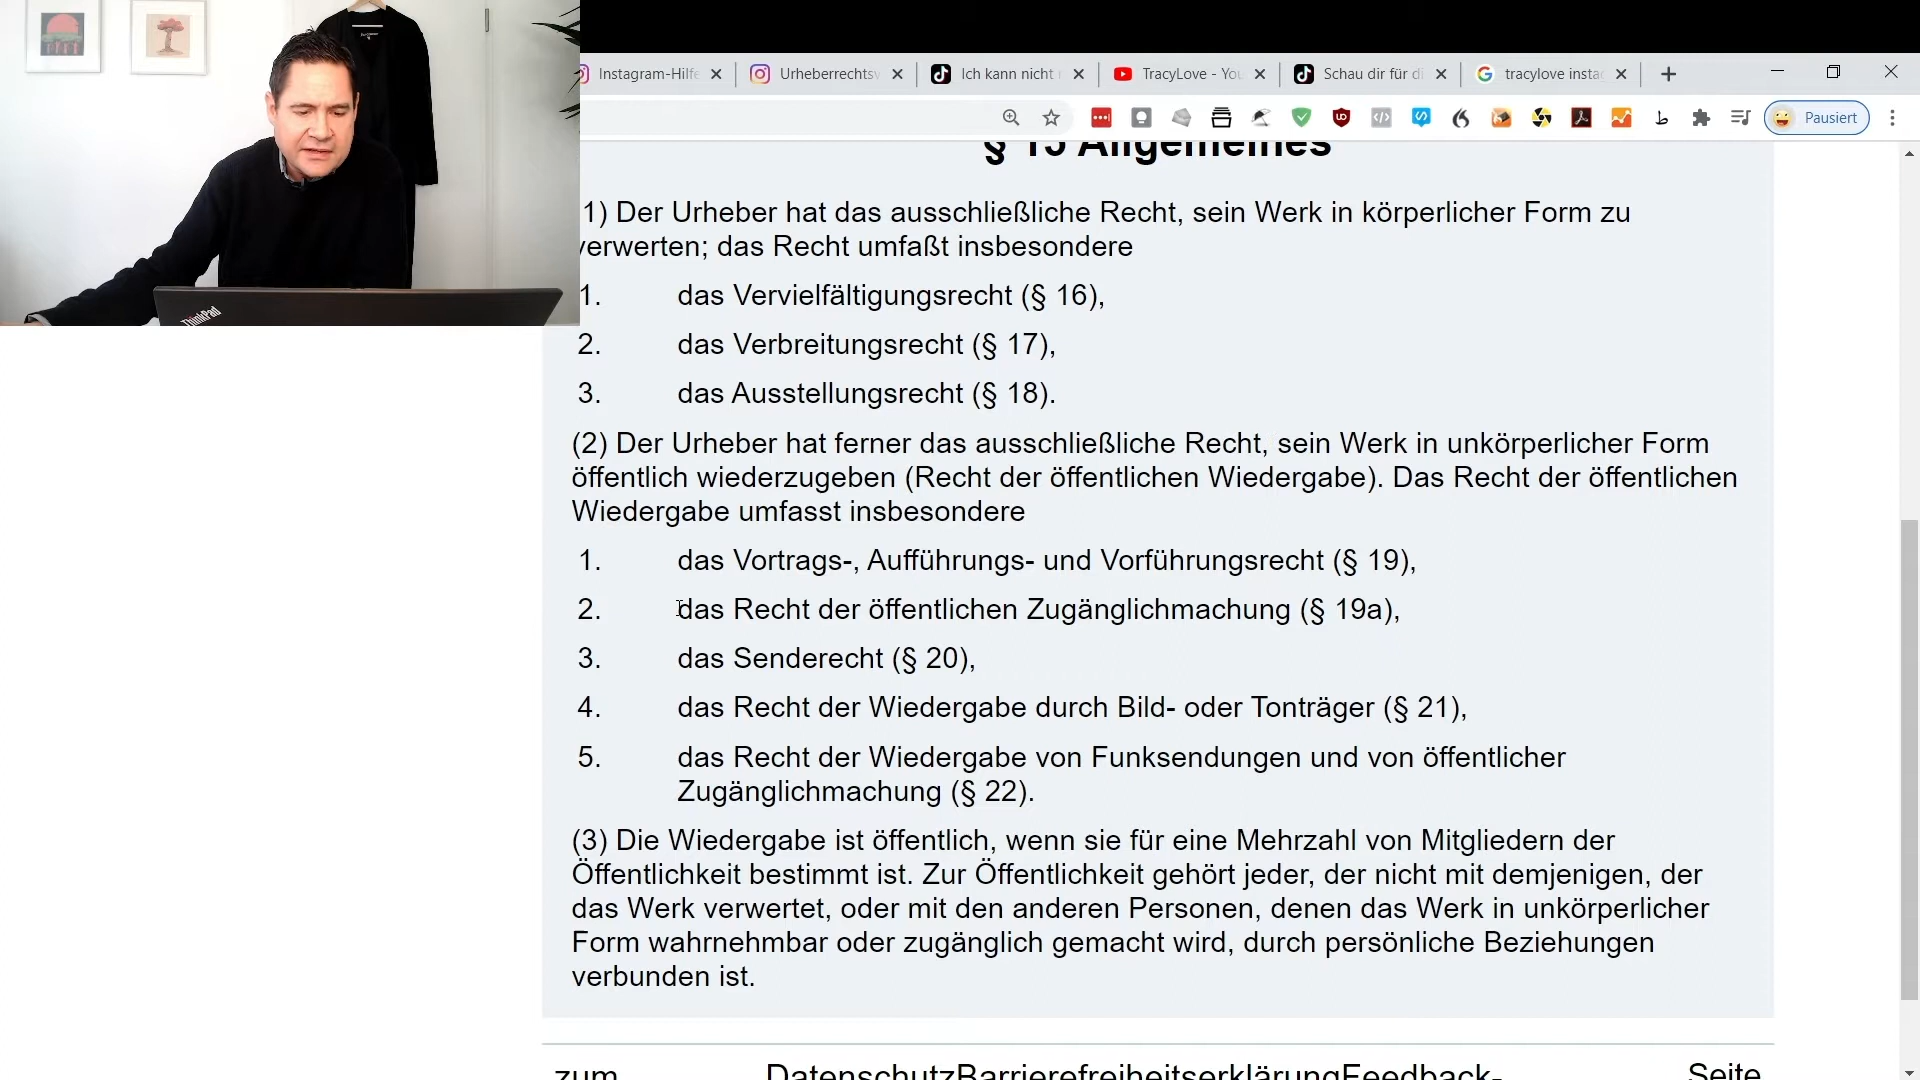 Instagram-Hilfe
Urheberrechtsv
Ich kann nicht
TracyLove - You
Schau dir für di
tracylove insta
Pausiert
§ 15 Allgemeines
1) Der Urheber hat das ausschließliche Recht, sein Werk in körperlicher Form zu
verwerten; das Recht umfaßt insbesondere
1. das Vervielfältigungsrecht (§ 16),
2. das Verbreitungsrecht (§ 17),
3. das Ausstellungsrecht (§ 18).
(2) Der Urheber hat ferner das ausschließliche Recht, sein Werk in unkörperlicher Form
öffentlich wiederzugeben (Recht der öffentlichen Wiedergabe). Das Recht der öffentlichen
Wiedergabe umfasst insbesondere
1. das Vortrags-, Aufführungs- und Vorführungsrecht (§ 19),
2. das Recht der öffentlichen Zugänglichmachung (§ 19a),
3. das Senderecht (§ 20),
4. das Recht der Wiedergabe durch Bild- oder Tonträger (§ 21),
5. das Recht der Wiedergabe von Funksendungen und von öffentlicher
Zugänglichmachung (§ 22).
(3) Die Wiedergabe ist öffentlich, wenn sie für eine Mehrzahl von Mitgliedern der
Öffentlichkeit bestimmt ist. Zur Öffentlichkeit gehört jeder, der nicht mit demjenigen, der
das Werk verwertet, oder mit den anderen Personen, denen das Werk in unkörperlicher
Form wahrnehmbar oder zugänglich gemacht wird, durch persönliche Beziehungen
verbunden ist.
zum DatenschutzBarrierefreiheitserklärungFeedback- Seite
ThinkPad